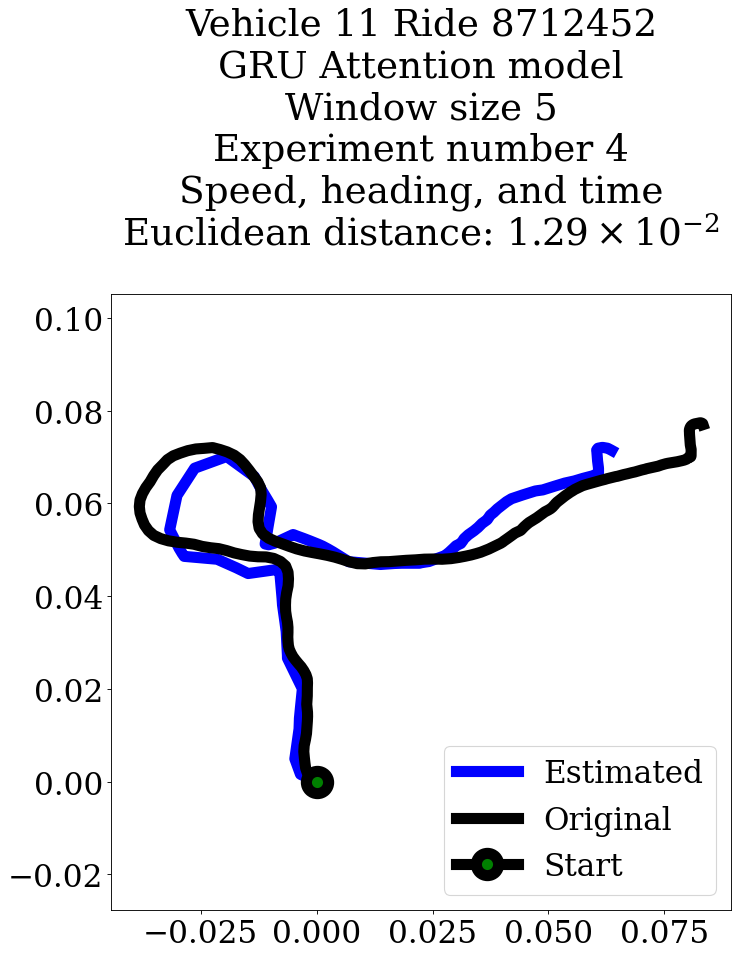 Vehicle 11 Ride 8712452
GRU Attention model
Window size 5
Experiment number 4
Speed, heading, and time
Euclidean distance: 1.29 × 10⁻²
0.10
0.08
0.06
0.04
0.02
0.00
−0.02
Estimated
Original
Start
−0.025 0.000 0.025 0.050 0.075